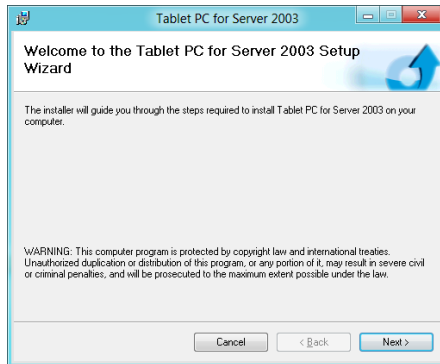 Tablet PC for Server 2003
Welcome to the Tablet PC for Server 2003 Setup
Wizard
The installer will guide you through the steps required to install Tablet PC for Server 2003 on your
computer.
WARNING: This computer program is protected by copyright law and international treaties.
Unauthorized duplication or distribution of this program, or any portion of it, may result in severe civil
or criminal penalties, and will be prosecuted to the maximum extent possible under the law.
Cancel < Back Next >